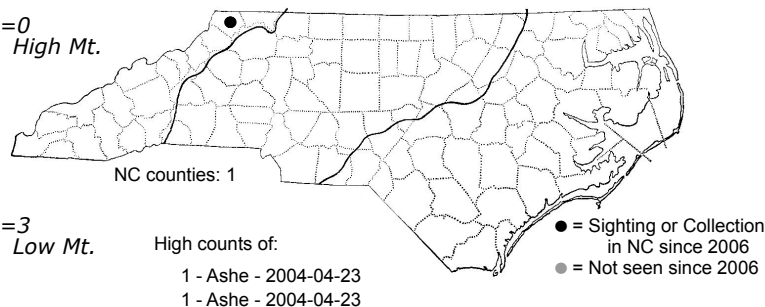 =0
High Mt.
NC counties: 1
=3
Low Mt.
High counts of:
1 - Ashe - 2004-04-23
1 - Ashe - 2004-04-23
● = Sighting or Collection
in NC since 2006
● = Not seen since 2006